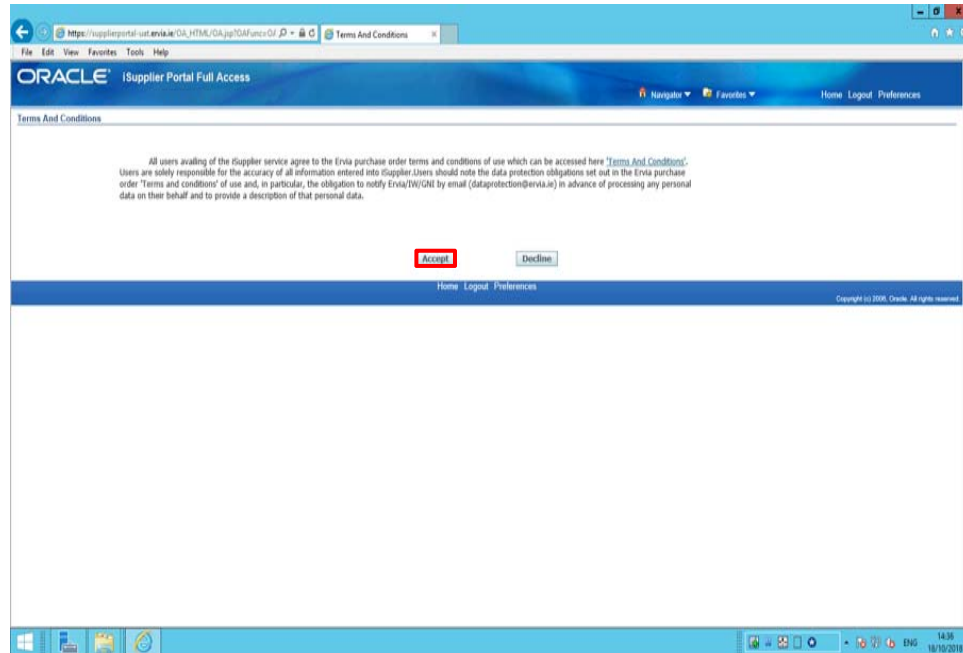 https://supplierportal-uat.ervia.ie/OA_HTML/OA.jsp?OAFunc=OF
Terms And Conditions
File Edit View Favorites Tools Help
ORACLE iSupplier Portal Full Access
Navigator Favorites Home Logout Preferences
Terms And Conditions
All users availing of the iSupplier service agree to the Ervia purchase order terms and conditions of use which can be accessed here 'Terms And Conditions'.
Users are solely responsible for the accuracy of all information entered into iSupplier.Users should note the data protection obligations set out in the Ervia purchase
order 'Terms and conditions' of use and, in particular, the obligation to notify Ervia/IW/GNI by email (dataprotection@ervia.ie) in advance of processing any personal
data on their behalf and to provide a description of that personal data.
Accept Decline
Home Logout Preferences
Copyright (c) 2006, Oracle. All rights reserved.
ENG 14:36
18/10/2018